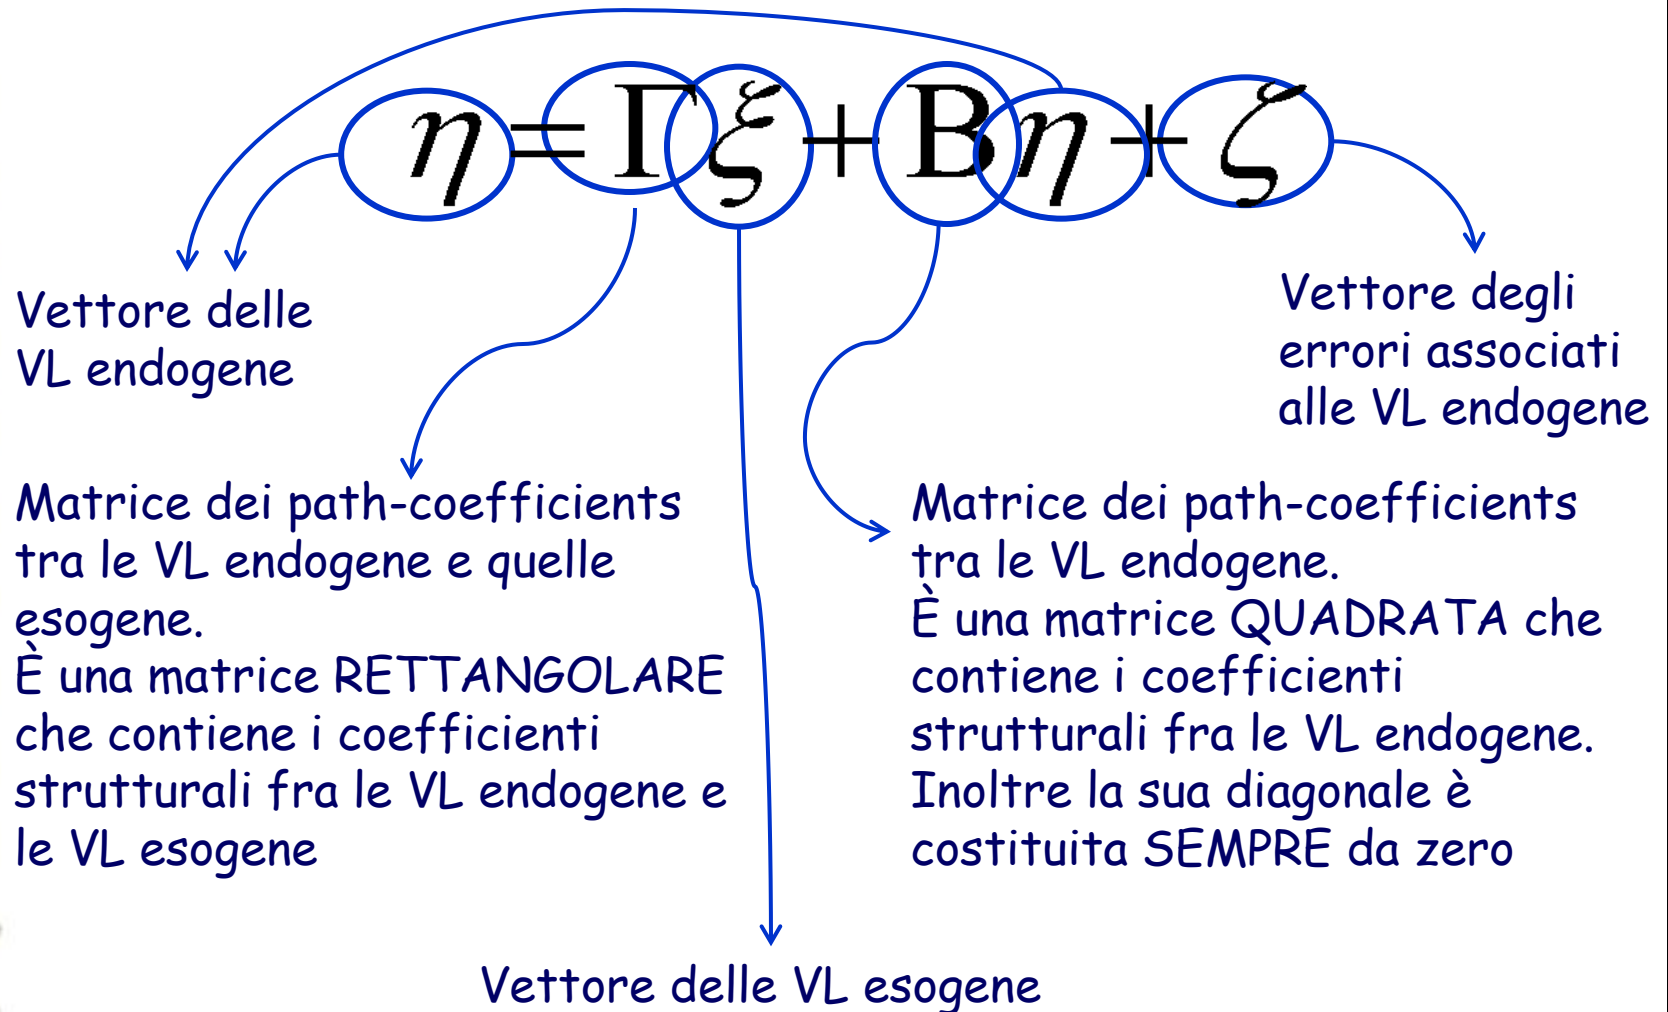 η = Γξ + Βη + ζ
Vettore delle
VL endogene
Vettore degli
errori associati
alle VL endogene
Matrice dei path-coefficients
tra le VL endogene e quelle
esogene.
È una matrice RETTANGOLARE
che contiene i coefficienti
strutturali fra le VL endogene e
le VL esogene
Matrice dei path-coefficients
tra le VL endogene.
È una matrice QUADRATA che
contiene i coefficienti
strutturali fra le VL endogene.
Inoltre la sua diagonale è
costituita SEMPRE da zero
Vettore delle VL esogene